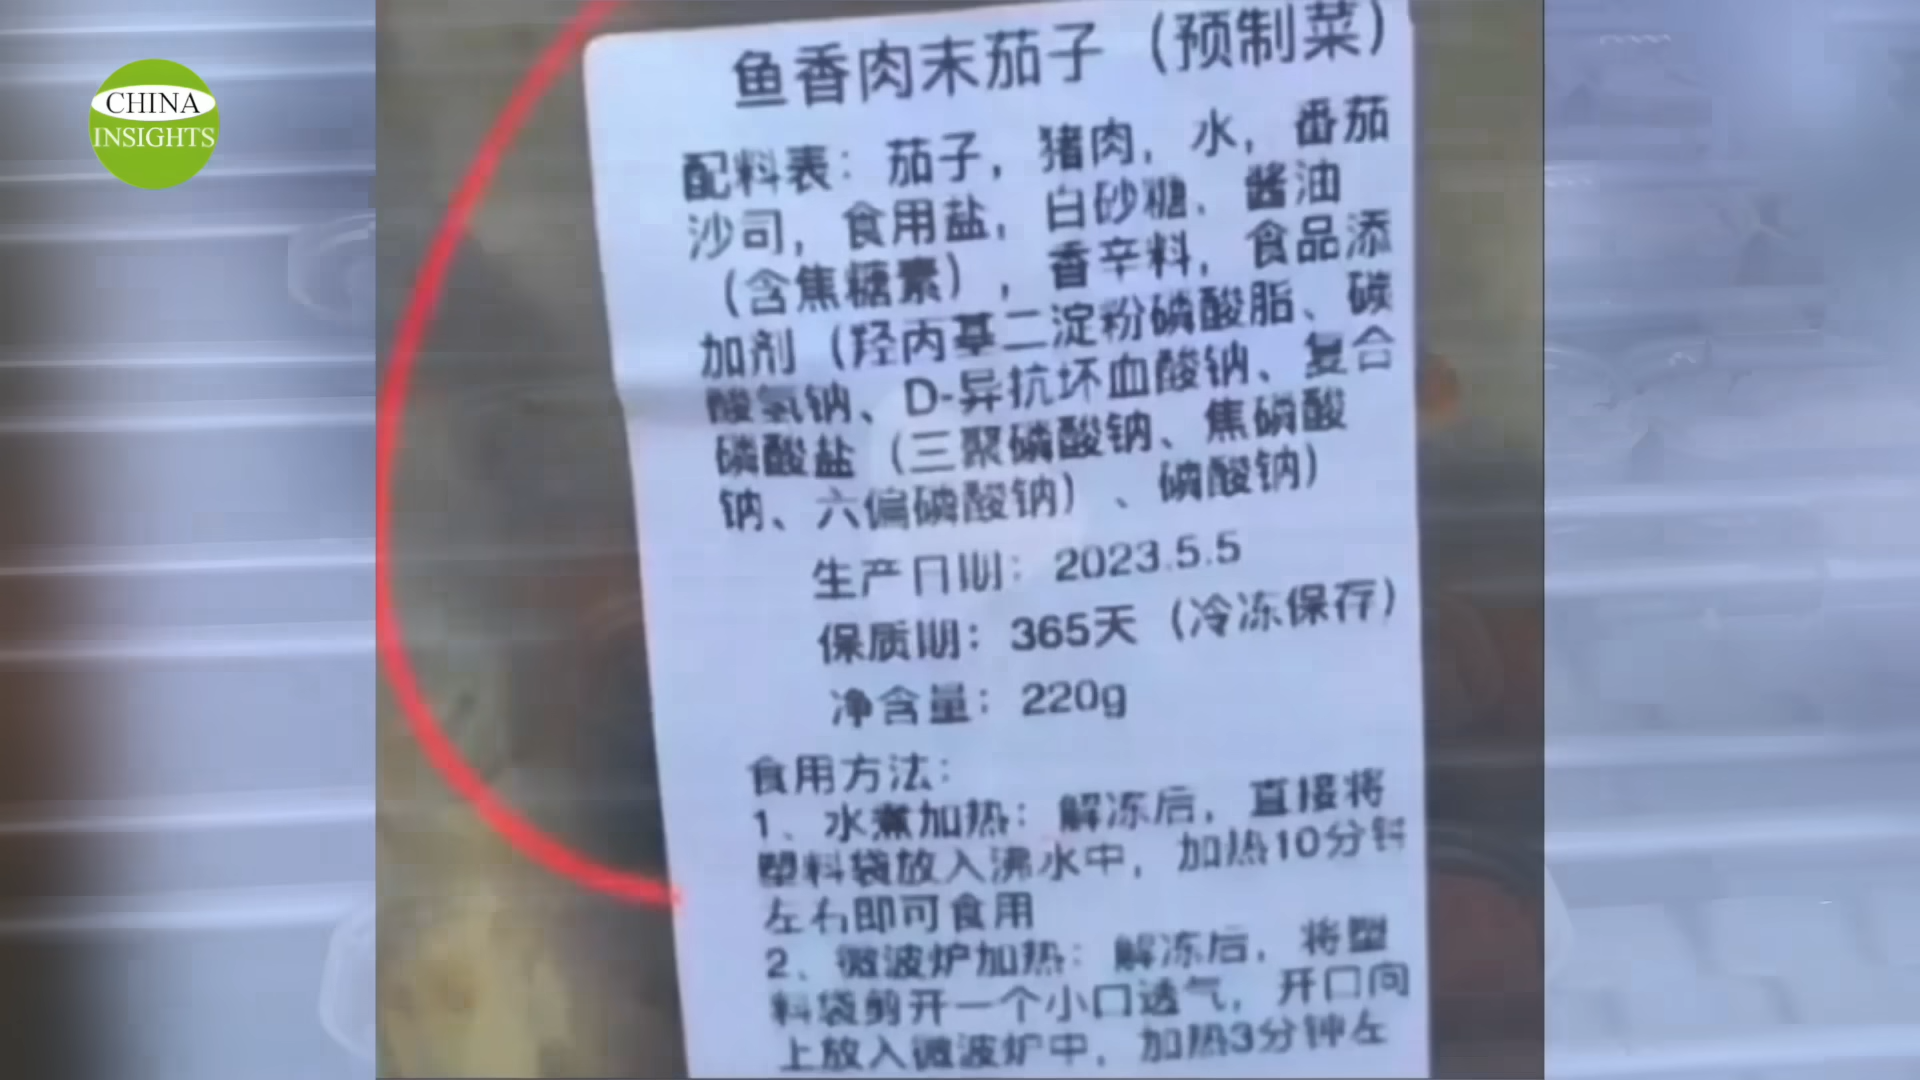 CHINA
INSIGHTS
鱼香肉末茄子（预制菜）
配料表：茄子，猪肉，水，番茄
沙司，食用盐，白砂糖、酱油
（含焦糖素），香辛料，食品添
加剂（羟丙基二淀粉磷酸脂、碳
酸氢钠、D-异抗坏血酸钠、复合
磷酸盐（三聚磷酸钠、焦磷酸
钠、六偏磷酸钠）、磷酸钠）
生产日期：2023.5.5
保质期：365天（冷冻保存）
净含量：220g
食用方法：
1、水煮加热：解冻后，直接将
塑料袋放入沸水中，加热10分钟
左右即可食用
2、微波炉加热：解冻后，将塑
料袋剪开一个小口透气，开口向
上放入微波炉中，加热3分钟左